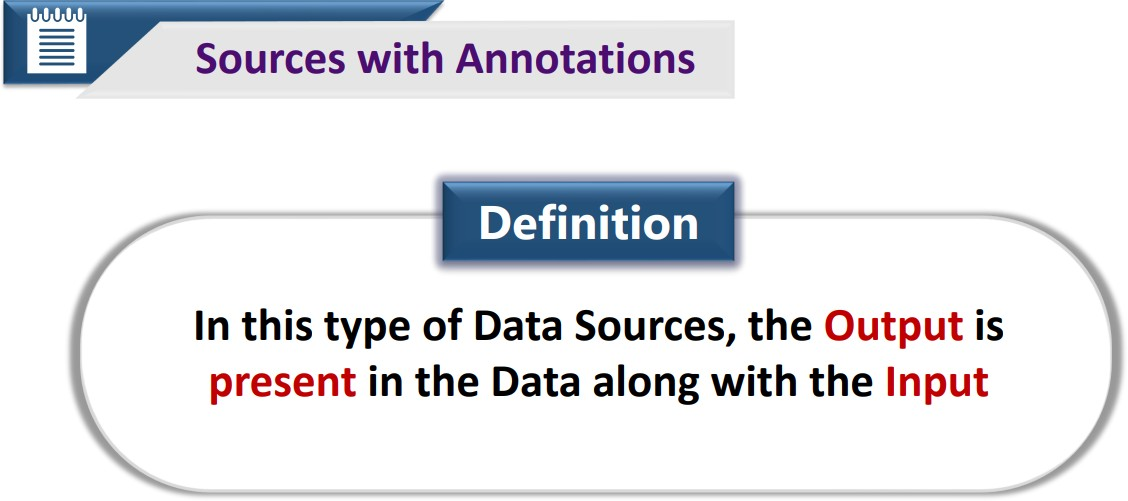 Sources with Annotations
Definition
In this type of Data Sources, the Output is
present in the Data along with the Input